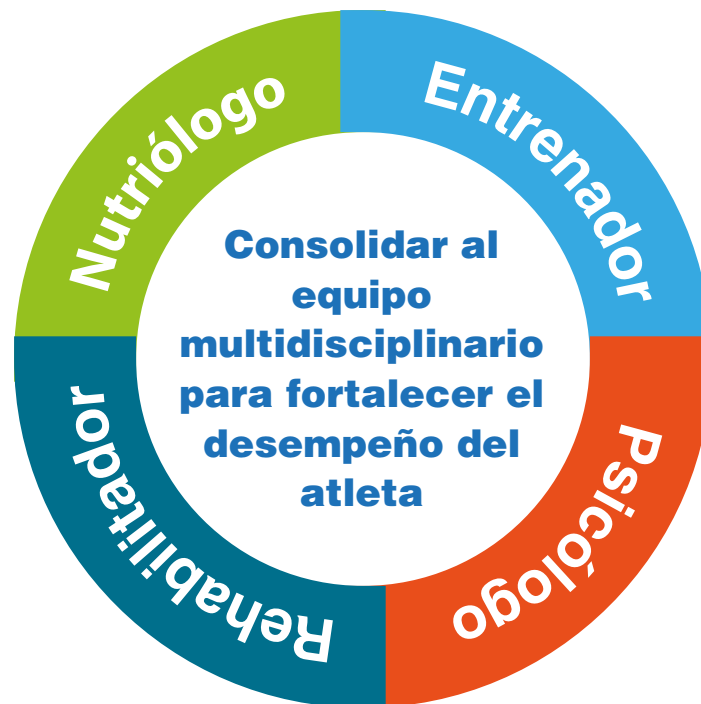 Nutriólogo
Entrenador
Consolidar al
equipo
multidisciplinario
para fortalecer el
desempeño del
atleta
Psicólogo
Rehabilitador